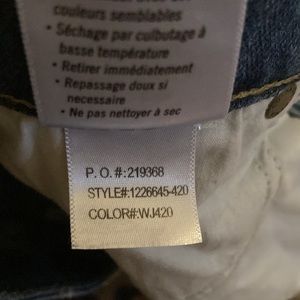 couleurs semblables
• Séchage par culbutage à
basse température
• Retirer immédiatement
• Repassage doux si
necessaire
• Ne pas nettoyer à sec
P. O. #:219368
STYLE#:1226645-420
COLOR#:WJ420